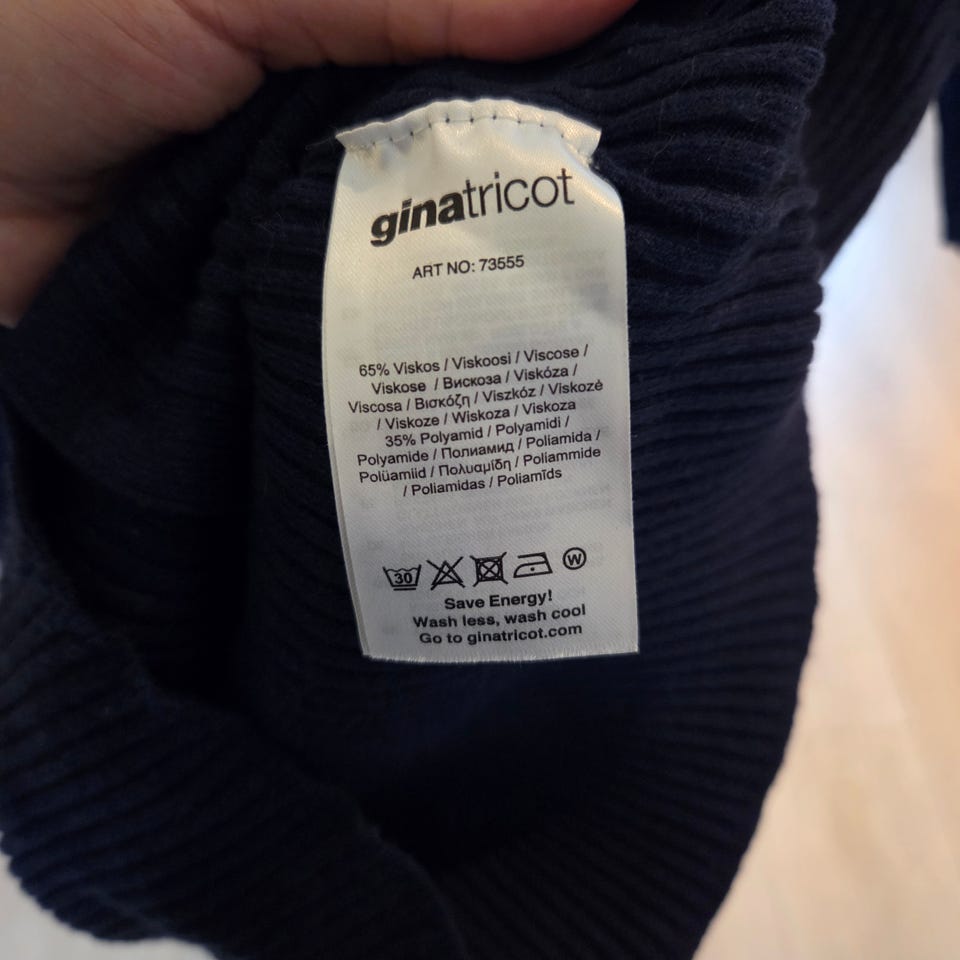 ginatricot
ART NO: 73555
65% Viskos / Viskoosi / Viscose /
Viskose / Вискоза / Viskóza /
Viscosa / Βισκόζη / Viszkóz / Viskozė
/ Viskoze / Wiskoza / Viskoza
35% Polyamid / Polyamidi /
Polyamide / Полиамид / Poliamida /
Polüamiid / Πολυαμίδη / Poliammide
/ Poliamidas / Poliamīds
30 W
Save Energy!
Wash less, wash cool
Go to ginatricot.com